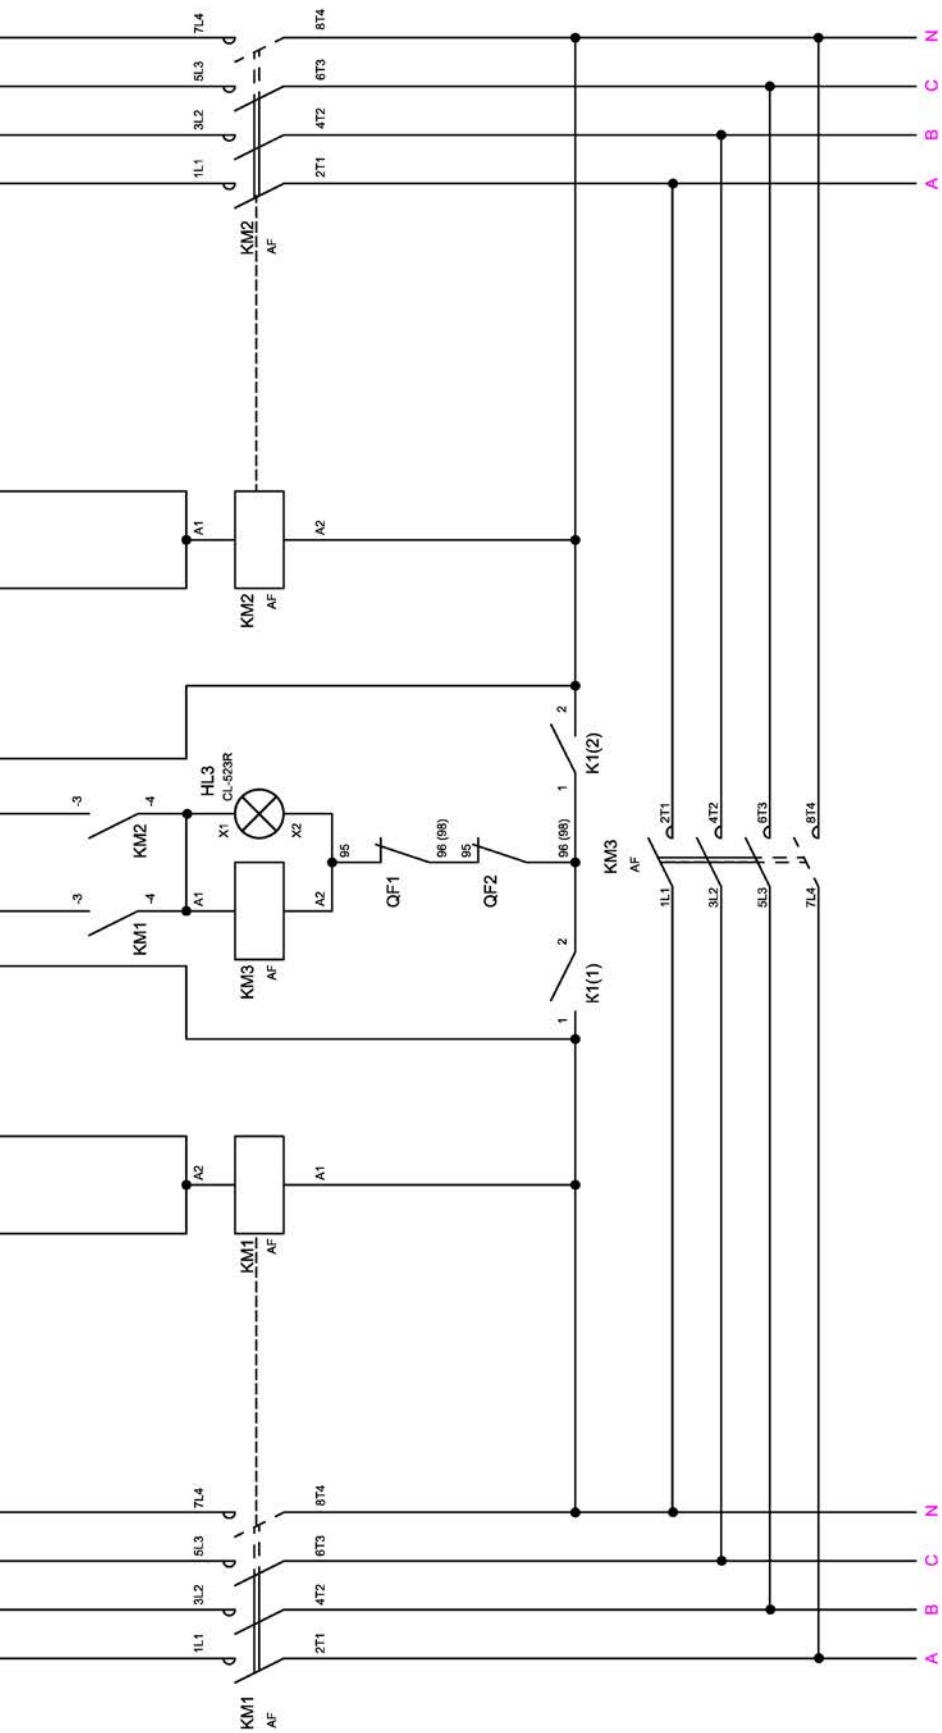 7L4
8T4
N
5L3
6T3
C
3L2
4T2
B
1L1
2T1
A
KM2
AF
A1
A2
KM2
AF
2
K1(2)
1
-3
-4
KM2
HL3
CL-523R
X1
X2
95
96 (98)
95
96 (98)
QF1
QF2
KM3
AF
2T1
4T2
6T3
8T4
1L1
3L2
5L3
7L4
-3
-4
KM1
A1
A2
KM3
AF
2
K1(1)
1
A2
A1
KM1
AF
7L4
8T4
N
5L3
6T3
C
3L2
4T2
B
1L1
2T1
A
KM1
AF